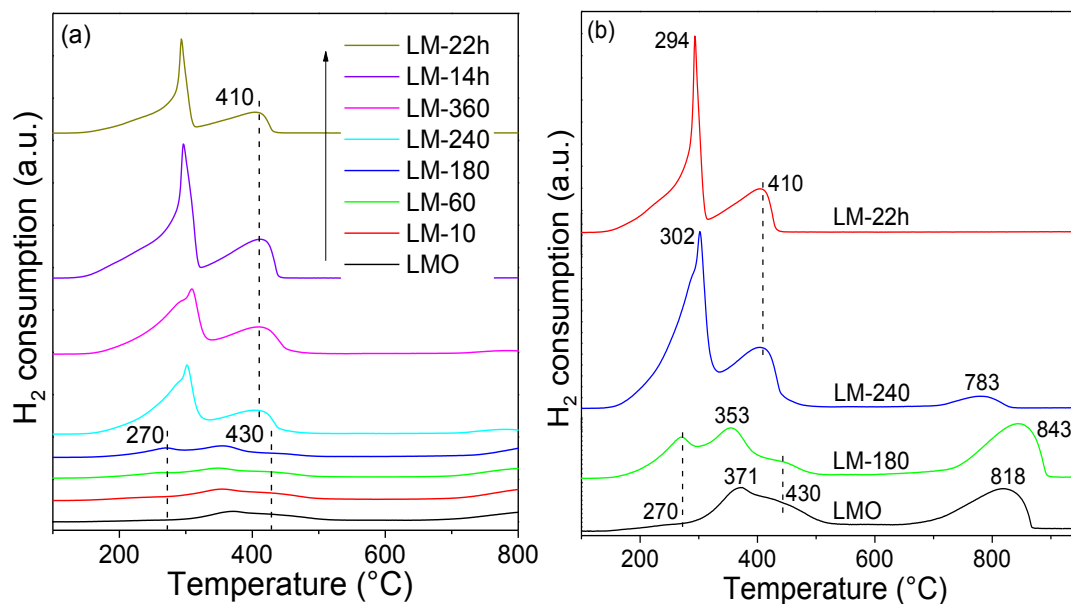 (a)
LM-22h
LM-14h
LM-360
LM-240
LM-180
LM-60
LM-10
LMO
410
270
430
H₂ consumption (a.u.)
200
400
600
800
Temperature (°C)
(b)
294
410
LM-22h
302
LM-240
783
353
LM-180
843
371
270
430
LMO
818
H₂ consumption (a.u.)
200
400
600
800
Temperature (°C)